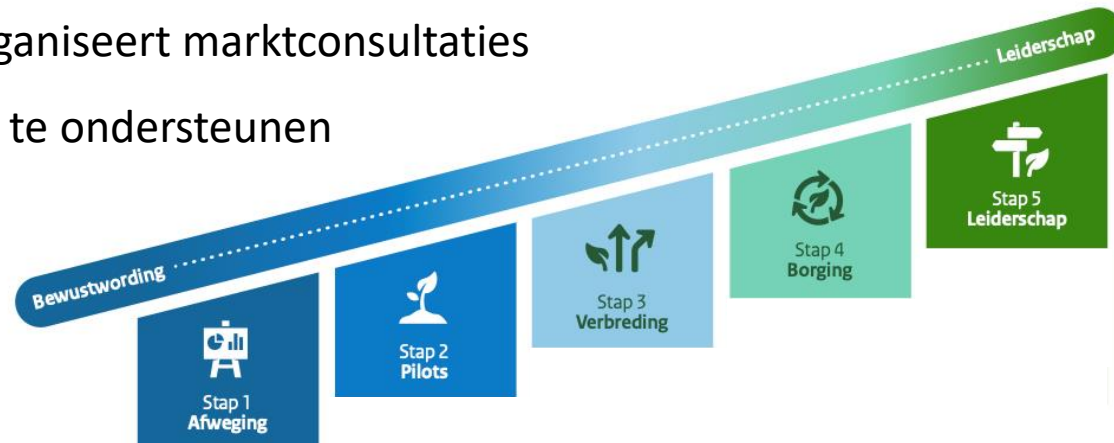 ganiseert marktconsultaties
te ondersteunen
Leiderschap
Bewustwording
Stap 1
Afweging
Stap 2
Pilots
Stap 3
Verbreding
Stap 4
Borging
Stap 5
Leiderschap